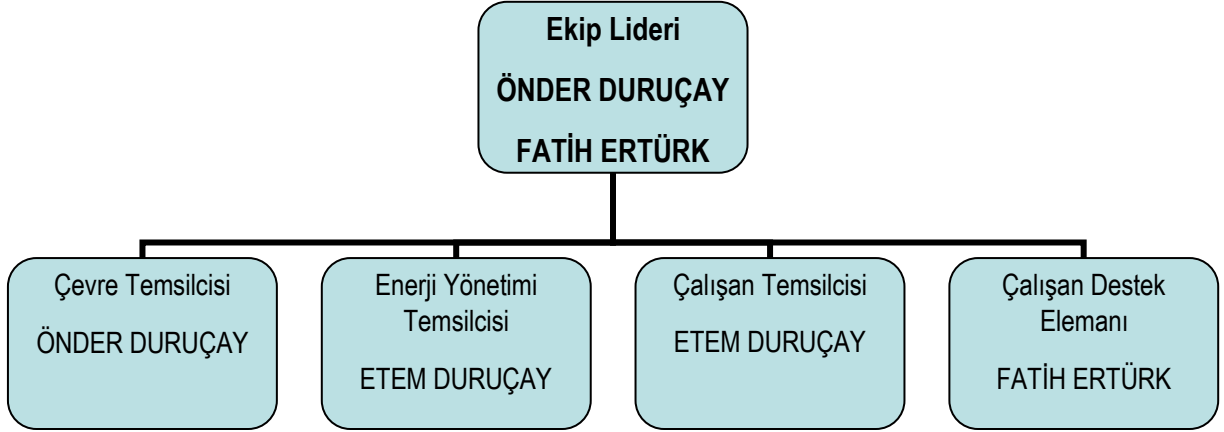 Ekip Lideri
ÖNDER DURUÇAY
FATİH ERTÜRK
Çevre Temsilcisi
ÖNDER DURUÇAY
Enerji Yönetimi
Temsilcisi
ETEM DURUÇAY
Çalışan Temsilcisi
ETEM DURUÇAY
Çalışan Destek
Elemanı
FATİH ERTÜRK